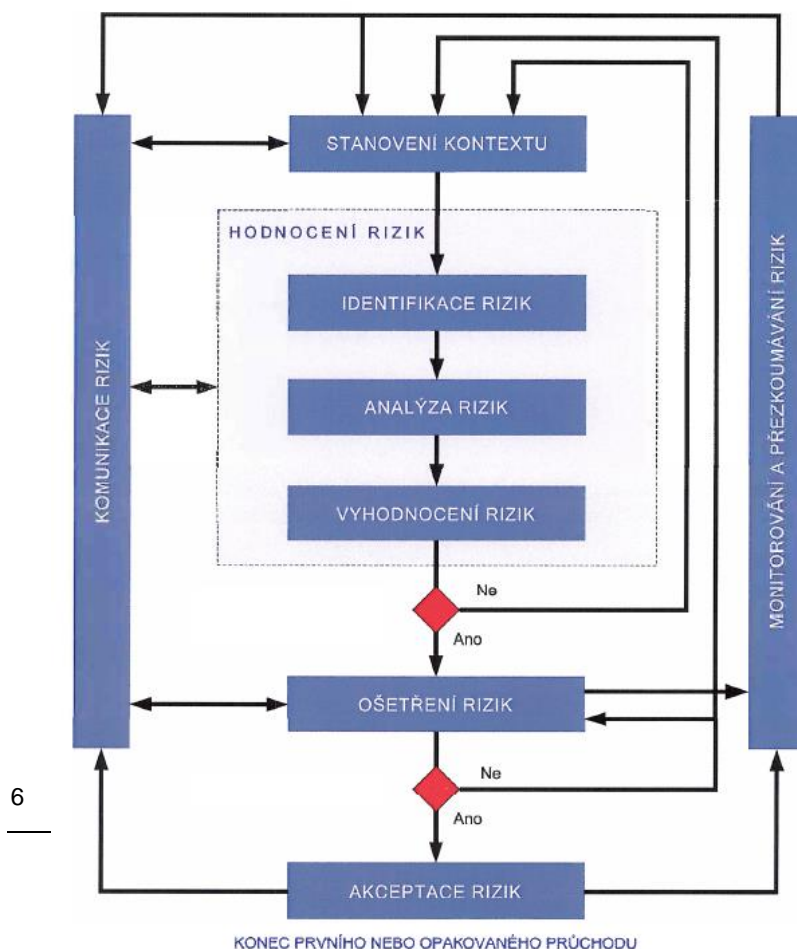 STANOVENÍ KONTEXTU
HODNOCENÍ RIZIK
IDENTIFIKACE RIZIK
ANALÝZA RIZIK
VYHODNOCENÍ RIZIK
KOMUNIKACE RIZIK
MONITOROVÁNÍ A PŘEZKOUMÁVÁNÍ RIZIK
Ne
Ano
OŠETŘENÍ RIZIK
Ne
6
Ano
AKCEPTACE RIZIK
KONEC PRVNÍHO NEBO OPAKOVANÉHO PRŮCHODU